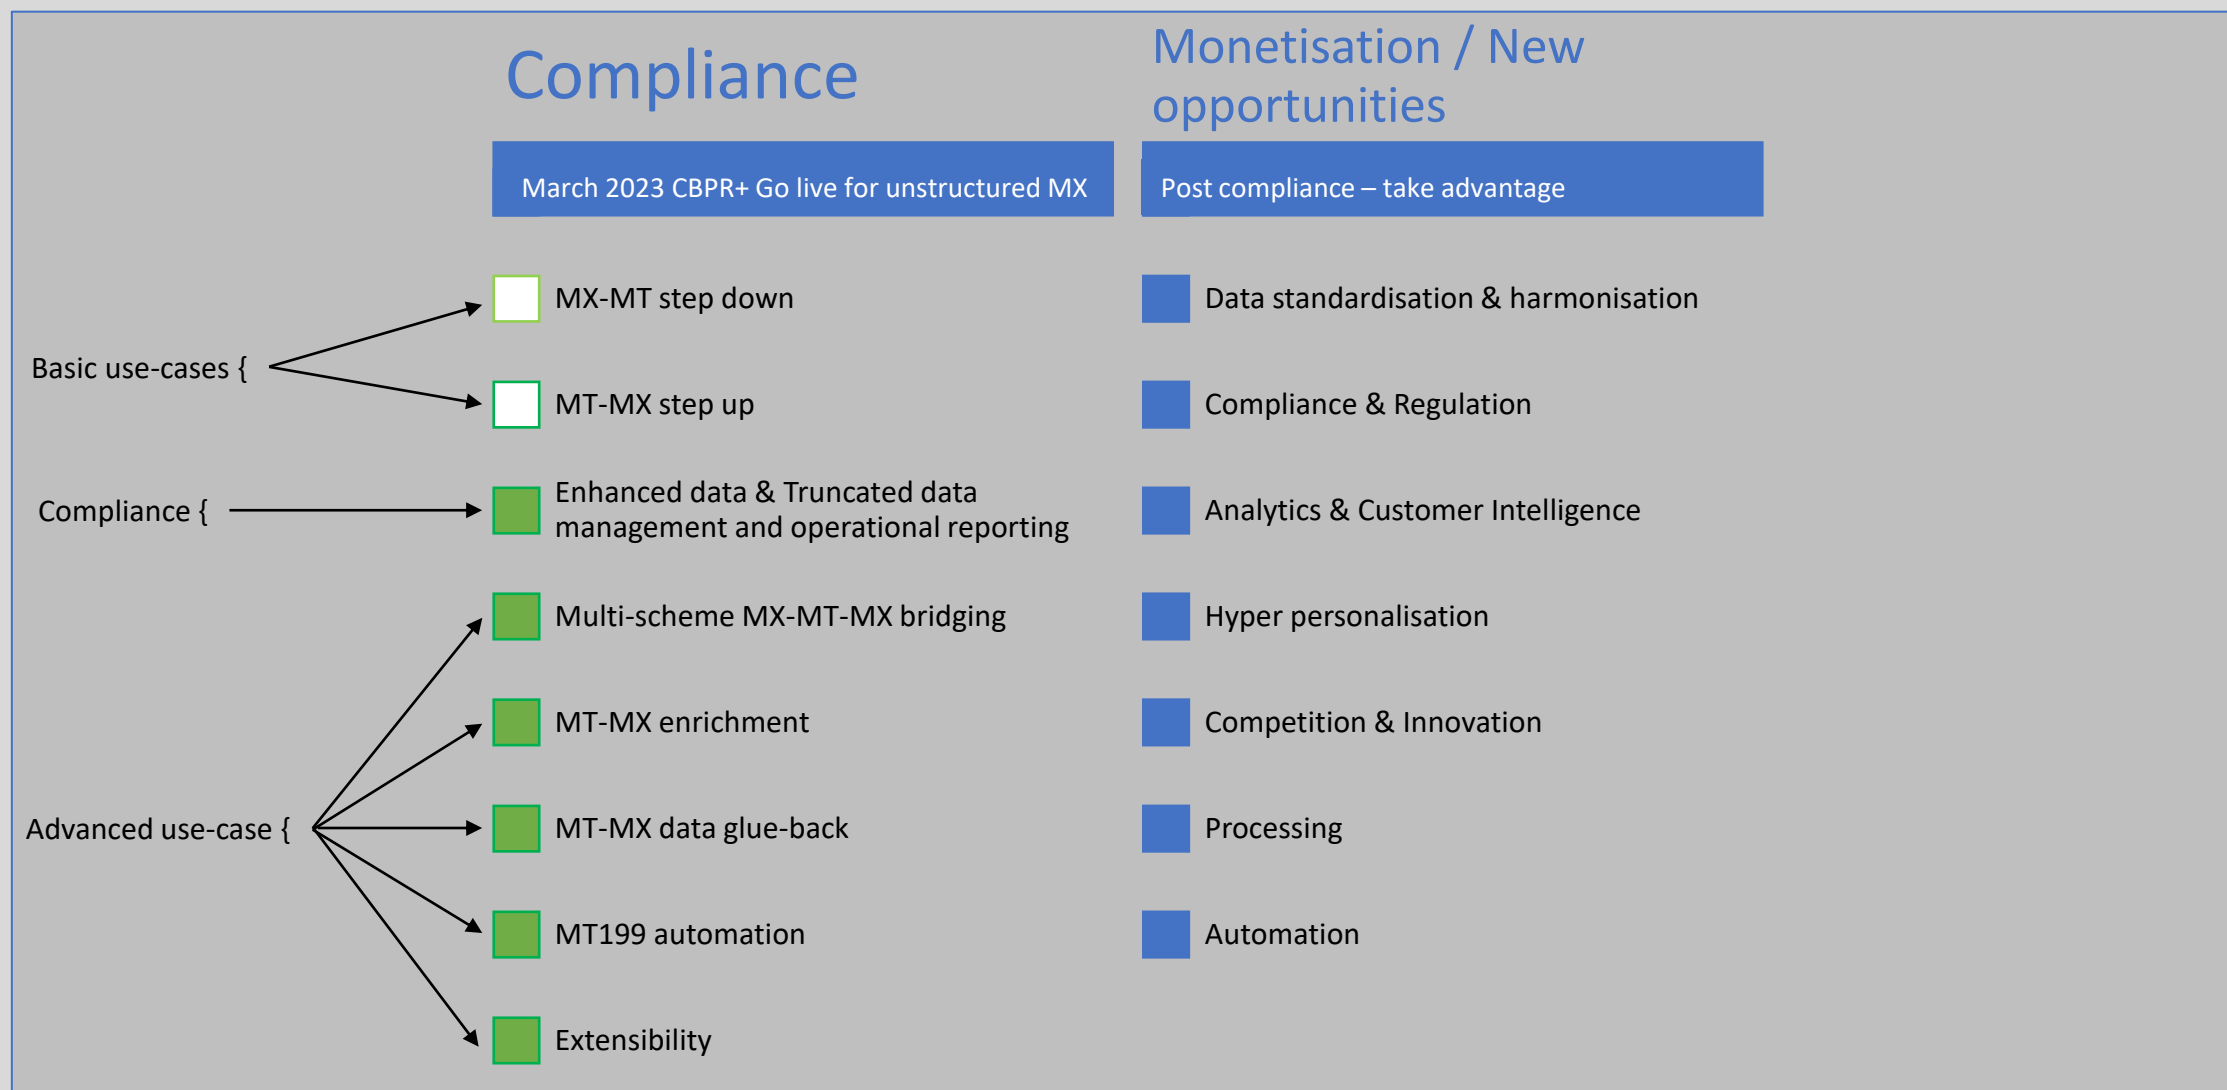 Compliance
Monetisation / New
opportunities
March 2023 CBPR+ Go live for unstructured MX
Post compliance – take advantage
Basic use-cases {
MX-MT step down
MT-MX step up
Compliance {
Enhanced data & Truncated data
management and operational reporting
Advanced use-case {
Multi-scheme MX-MT-MX bridging
MT-MX enrichment
MT-MX data glue-back
MT199 automation
Extensibility
Data standardisation & harmonisation
Compliance & Regulation
Analytics & Customer Intelligence
Hyper personalisation
Competition & Innovation
Processing
Automation